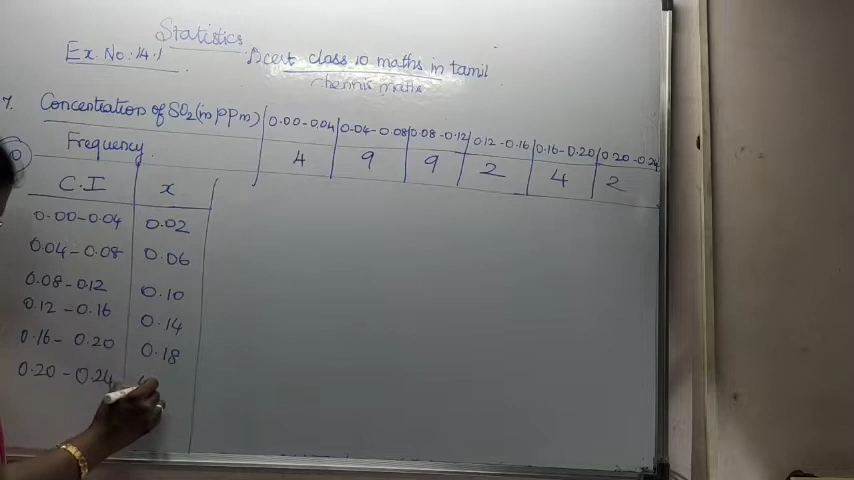 Statistics
Ex. No: 14.1
Dcert class 10 maths in tamil
chennis maths
7. Concentration of SO2 (in ppm) 0.00-0.04 0.04-0.08 0.08-0.12 0.12-0.16 0.16-0.20 0.20-0.24
Frequency. 4 9 9 2 4 2
C.I x
0.00-0.04 0.02
0.04-0.08 0.06
0.08-0.12 0.10
0.12-0.16 0.14
0.16-0.20 0.18
0.20-0.24